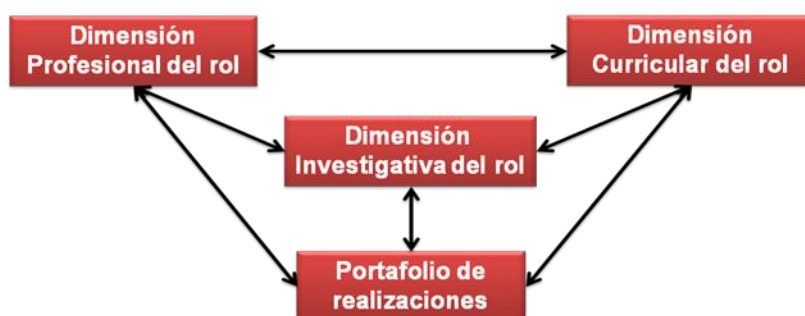 Dimensión
Profesional del rol
Dimensión
Curricular del rol
Dimensión
Investigativa del rol
Portafolio de
realizaciones